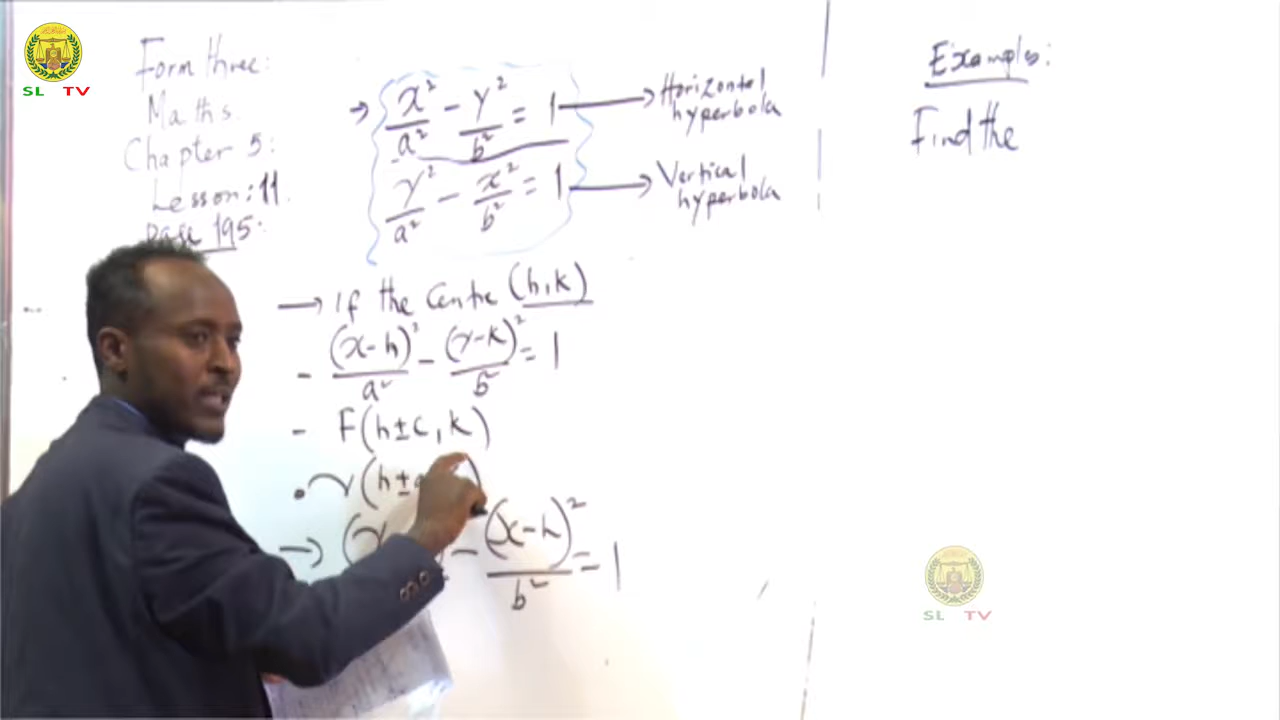 SL TV
Form three:
Maths.
Chapter 5:
Lesson: 11.
Page 195:
→ x²/a² - y²/b² = 1 → Horizontal hyperbola
y²/a² - x²/b² = 1 → Vertical hyperbola
→ If the Centre (h,k)
- (x-h)²/a² - (y-k)²/b² = 1
- F(h±c, k)
• V(h±
→ (y - (x-h)²/b² = 1
Examples:
Find the
SL TV